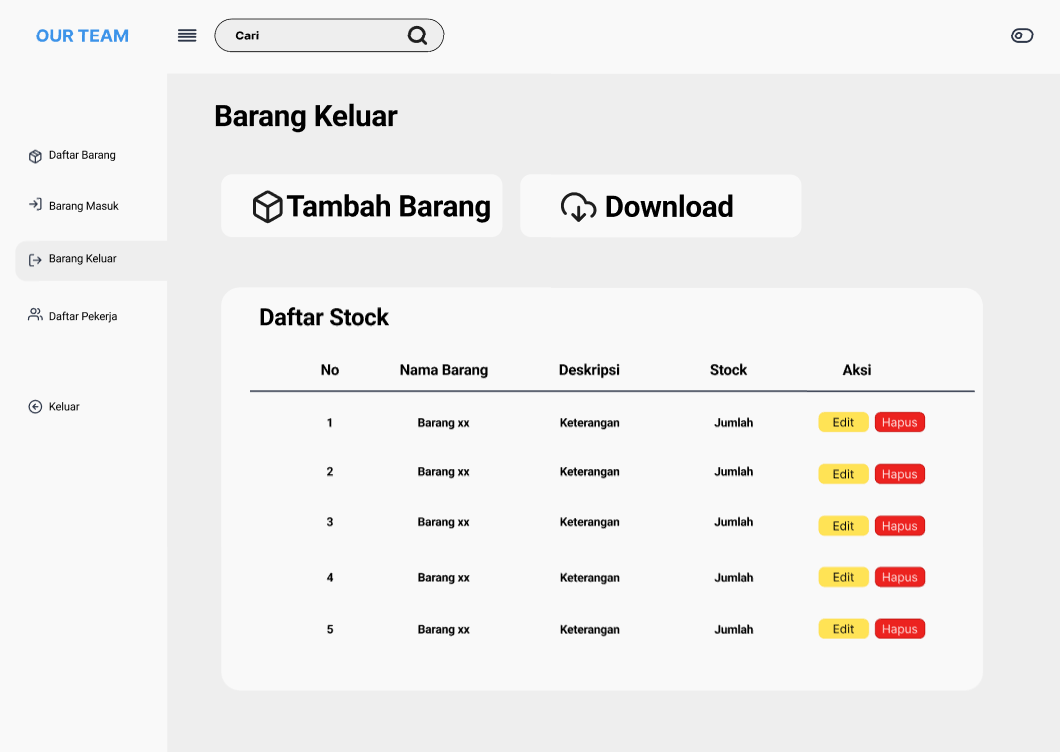 OUR TEAM
Cari
Barang Keluar
Daftar Barang
Barang Masuk
Barang Keluar
Daftar Pekerja
Keluar
Tambah Barang
Download
Daftar Stock
No Nama Barang Deskripsi Stock Aksi
1 Barang xx Keterangan Jumlah Edit Hapus
2 Barang xx Keterangan Jumlah Edit Hapus
3 Barang xx Keterangan Jumlah Edit Hapus
4 Barang xx Keterangan Jumlah Edit Hapus
5 Barang xx Keterangan Jumlah Edit Hapus